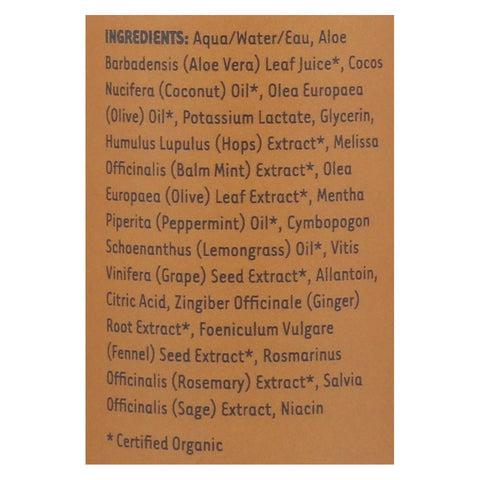 INGREDIENTS: Aqua/Water/Eau, Aloe
Barbadensis (Aloe Vera) Leaf Juice*, Cocos
Nucifera (Coconut) Oil*, Olea Europaea
(Olive) Oil*, Potassium Lactate, Glycerin,
Humulus Lupulus (Hops) Extract*, Melissa
Officinalis (Balm Mint) Extract*, Olea
Europaea (Olive) Leaf Extract*, Mentha
Piperita (Peppermint) Oil*, Cymbopogon
Schoenanthus (Lemongrass) Oil*, Vitis
Vinifera (Grape) Seed Extract*, Allantoin,
Citric Acid, Zingiber Officinale (Ginger)
Root Extract*, Foeniculum Vulgare
(Fennel) Seed Extract*, Rosmarinus
Officinalis (Rosemary) Extract*, Salvia
Officinalis (Sage) Extract, Niacin
*Certified Organic